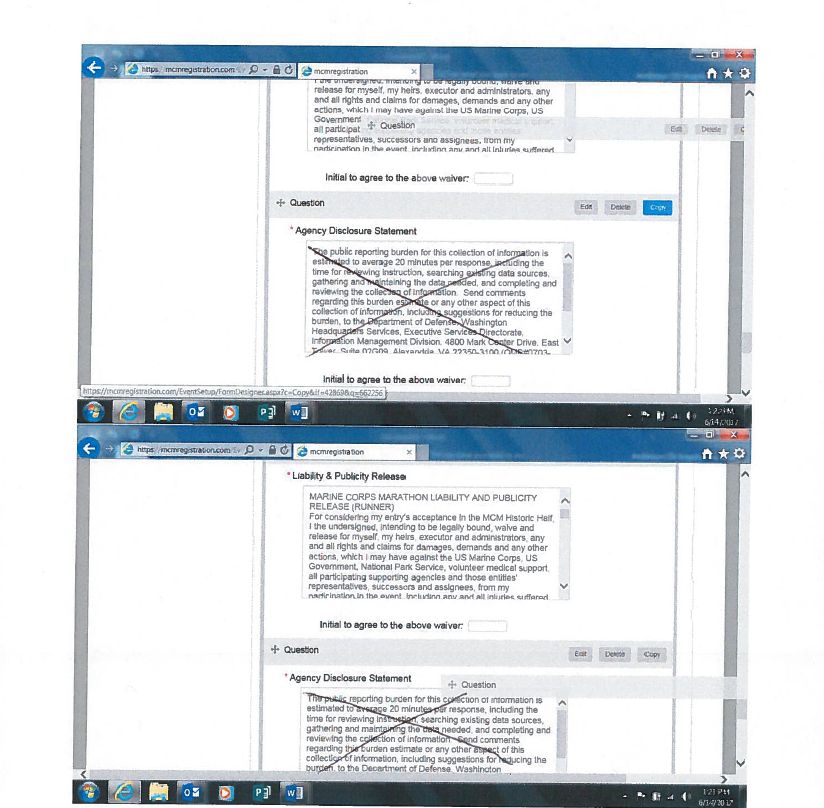 https://mcmregistration.com
mcmregistration
I the undersigned, intending to be legally bound, waive and
release for myself, my heirs, executor and administrators, any
and all rights and claims for damages, demands and any other
actions, which I may have against the US Marine Corps, US
Government
Question
Edit Delete
all participat
representatives, successors and assignees, from my
participation in the event, including any and all injuries suffered
Initial to agree to the above waiver:
Question
Edit Delete Copy
* Agency Disclosure Statement
The public reporting burden for this collection of information is
estimated to average 20 minutes per response, including the
time for reviewing instruction, searching existing data sources,
gathering and maintaining the data needed, and completing and
reviewing the collection of information. Send comments
regarding this burden estimate or any other aspect of this
collection of information, including suggestions for reducing the
burden, to the Department of Defense, Washington
Headquarters Services, Executive Services Directorate,
Information Management Division, 4800 Mark Center Drive, East
Tower, Suite 02G09, Alexandria, VA 22350-3100 (OMB#0703-
Initial to agree to the above waiver:
https://mcmregistration.com/EventSetup/FormDesigner.aspx?c=Copy&if=42869&q=662256
6/14/2017
https://mcmregistration.com
mcmregistration
* Liability & Publicity Release
MARINE CORPS MARATHON LIABILITY AND PUBLICITY
RELEASE (RUNNER)
For considering my entry's acceptance in the MCM Historic Half,
I the undersigned, intending to be legally bound, waive and
release for myself, my heirs, executor and administrators, any
and all rights and claims for damages, demands and any other
actions, which I may have against the US Marine Corps, US
Government, National Park Service, volunteer medical support,
all participating supporting agencies and those entities'
representatives, successors and assignees, from my
participation in the event, including any and all injuries suffered
Initial to agree to the above waiver:
Question
Edit Delete Copy
* Agency Disclosure Statement
Question
The public reporting burden for this collection of information is
estimated to average 20 minutes per response, including the
time for reviewing instruction, searching existing data sources,
gathering and maintaining the data needed, and completing and
reviewing the collection of information. Send comments
regarding this burden estimate or any other aspect of this
collection of information, including suggestions for reducing the
burden, to the Department of Defense, Washington
1:21 PM
6/14/2017